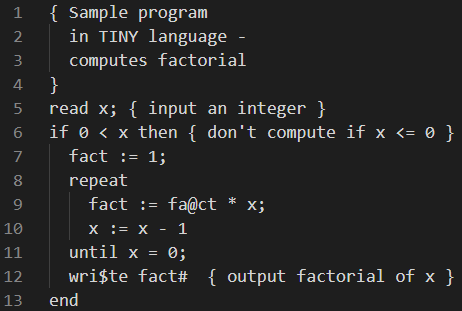 1 { Sample program
2   in TINY language -
3   computes factorial
4 }
5 read x; { input an integer }
6 if 0 < x then { don't compute if x <= 0 }
7   fact := 1;
8   repeat
9     fact := fa@ct * x;
10     x := x - 1
11   until x = 0;
12   wri$te fact#  { output factorial of x }
13 end